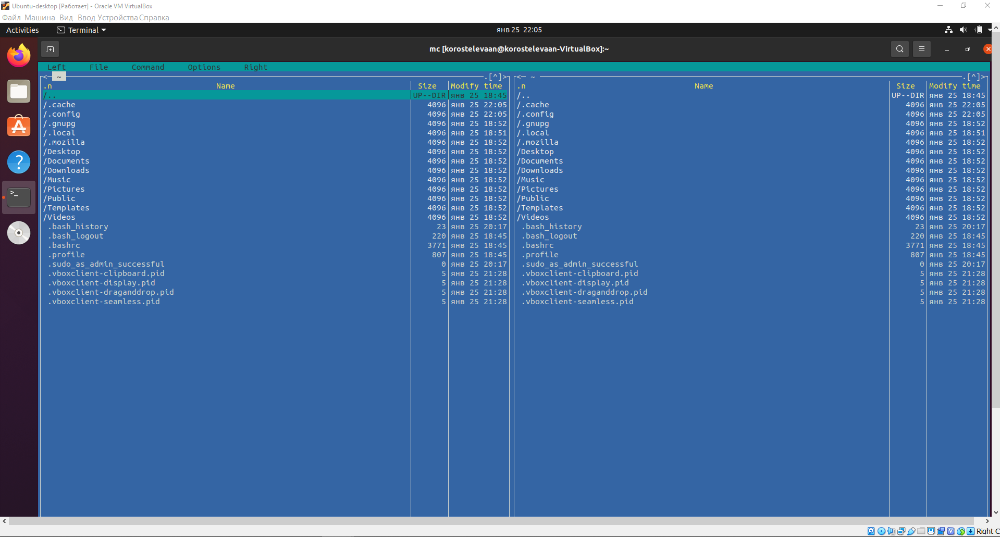 Ubuntu-desktop [Работает] - Oracle VM VirtualBox
Файл Машина Вид Ввод Устройства Справка
Activities Terminal янв 25 22:05
mc [korostelevaan@korostelevaan-VirtualBox]:~
Left File Command Options Right
<- ~ .[^]> <- ~ .[^]>
.n Name Size Modify time .n Name Size Modify time
/.. UP--DIR янв 25 18:45 /.. UP--DIR янв 25 18:45
/.cache 4096 янв 25 22:05 /.cache 4096 янв 25 22:05
/.config 4096 янв 25 22:05 /.config 4096 янв 25 22:05
/.gnupg 4096 янв 25 18:52 /.gnupg 4096 янв 25 18:52
/.local 4096 янв 25 18:51 /.local 4096 янв 25 18:51
/.mozilla 4096 янв 25 18:52 /.mozilla 4096 янв 25 18:52
/Desktop 4096 янв 25 18:52 /Desktop 4096 янв 25 18:52
/Documents 4096 янв 25 18:52 /Documents 4096 янв 25 18:52
/Downloads 4096 янв 25 18:52 /Downloads 4096 янв 25 18:52
/Music 4096 янв 25 18:52 /Music 4096 янв 25 18:52
/Pictures 4096 янв 25 18:52 /Pictures 4096 янв 25 18:52
/Public 4096 янв 25 18:52 /Public 4096 янв 25 18:52
/Templates 4096 янв 25 18:52 /Templates 4096 янв 25 18:52
/Videos 4096 янв 25 18:52 /Videos 4096 янв 25 18:52
.bash_history 23 янв 25 20:17 .bash_history 23 янв 25 20:17
.bash_logout 220 янв 25 18:45 .bash_logout 220 янв 25 18:45
.bashrc 3771 янв 25 18:45 .bashrc 3771 янв 25 18:45
.profile 807 янв 25 18:45 .profile 807 янв 25 18:45
.sudo_as_admin_successful 0 янв 25 20:17 .sudo_as_admin_successful 0 янв 25 20:17
.vboxclient-clipboard.pid 5 янв 25 21:28 .vboxclient-clipboard.pid 5 янв 25 21:28
.vboxclient-display.pid 5 янв 25 21:28 .vboxclient-display.pid 5 янв 25 21:28
.vboxclient-draganddrop.pid 5 янв 25 21:28 .vboxclient-draganddrop.pid 5 янв 25 21:28
.vboxclient-seamless.pid 5 янв 25 21:28 .vboxclient-seamless.pid 5 янв 25 21:28
Right C